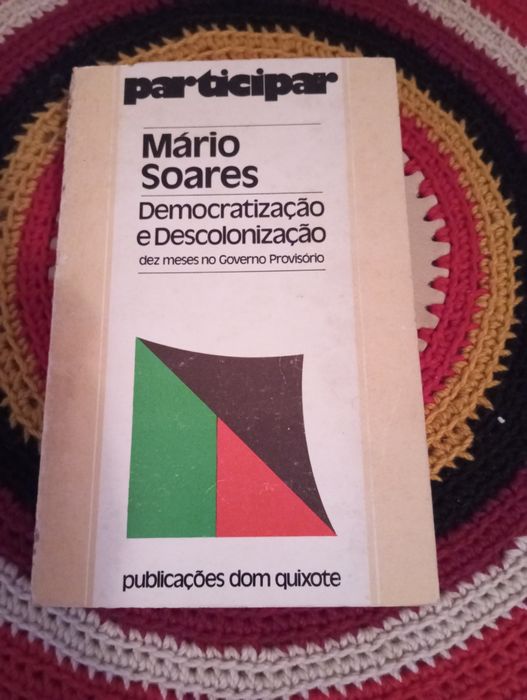 participar
Mário
Soares
Democratização
e Descolonização
dez meses no Governo Provisório
publicações dom quixote